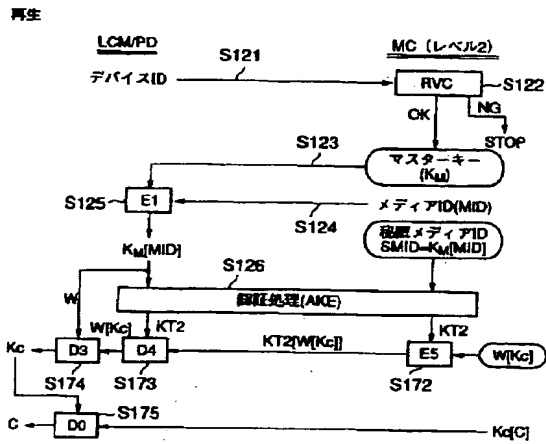 再生
LCM/PD
MC (レベル2)
デバイスID
S121
RVC
S122
OK
NG
STOP
S123
マスターキー
(KM)
S125
E1
S124
メディアID(MID)
KM[MID]
秘匿メディアID
SMID=KM[MID]
S126
W
認証処理(AKE)
W[Kc]
KT2
KT2
Kc
D3
D4
KT2[W[Kc]]
E5
W[Kc]
S174
S173
S172
S175
C
D0
Kc[C]